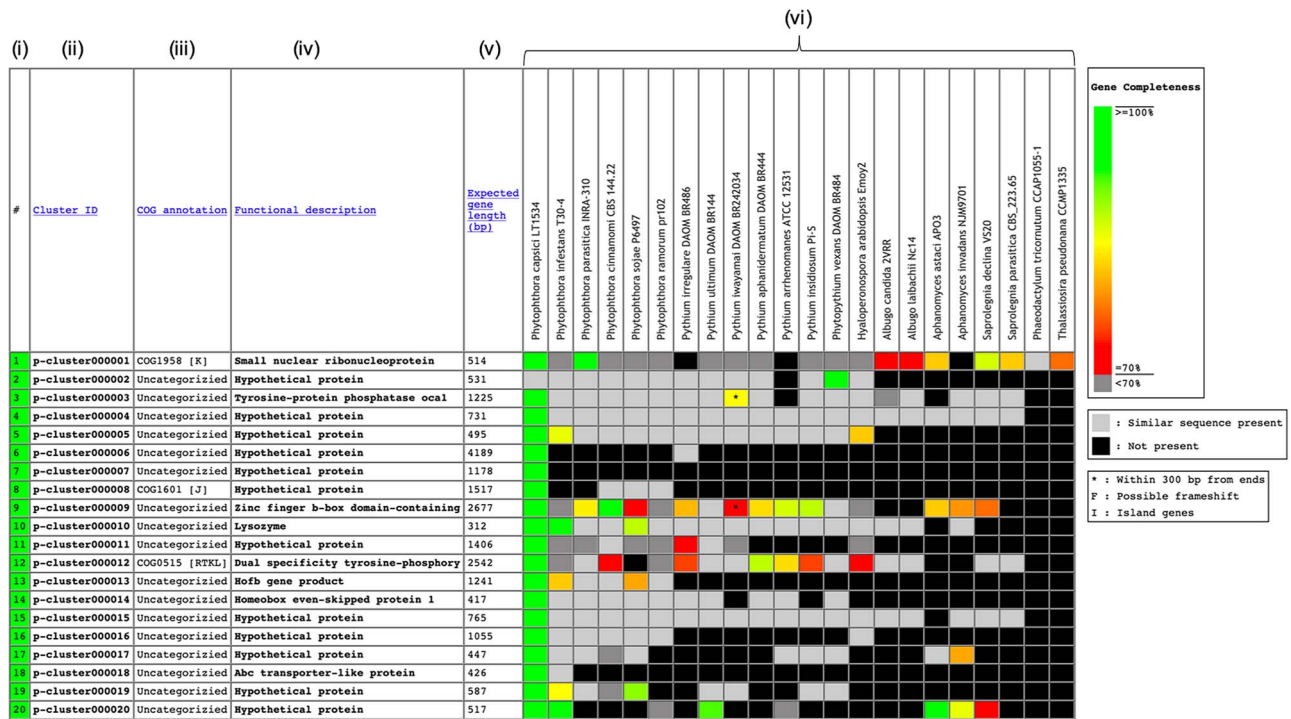 (vi)
(i) (ii) (iii) (iv) (v)
# Cluster ID COG annotation Functional description Expected
gene
length
(bp)
Phytophthora capsici LT1534
Phytophthora infestans T30-4
Phytophthora parasitica INRA-310
Phytophthora cinnamomi CBS 144.22
Phytophthora sojae P6497
Phytophthora ramorum pr102
Pythium irregulare DAOM BR486
Pythium ultimum DAOM BR144
Pythium iwayamai DAOM BR242034
Pythium aphanidermatum DAOM BR444
Pythium arrhenomanes ATCC 12531
Pythium insidiosum Pi-S
Phytopythium vexans DAOM BR484
Hyaloperonospora arabidopsis Emoy2
Albugo candida 2VRR
Albugo laibachii Nc14
Aphanomyces astaci APO3
Aphanomyces invadans NJM9701
Saprolegnia declina VS20
Saprolegnia parasitica CBS_223.65
Phaeodactylum tricornutum CCAP1055-1
Thalassiosira pseudonana CCMP1335
1 p-cluster000001 COG1958 [K] Small nuclear ribonucleoprotein 514
2 p-cluster000002 Uncategorizied Hypothetical protein 531
3 p-cluster000003 Uncategorizied Tyrosine-protein phosphatase oca1 1225 *
4 p-cluster000004 Uncategorizied Hypothetical protein 731
5 p-cluster000005 Uncategorizied Hypothetical protein 495
6 p-cluster000006 Uncategorizied Hypothetical protein 4189
7 p-cluster000007 Uncategorizied Hypothetical protein 1178
8 p-cluster000008 COG1601 [J] Hypothetical protein 1517
9 p-cluster000009 Uncategorizied Zinc finger b-box domain-containing 2677 *
10 p-cluster000010 Uncategorizied Lysozyme 312
11 p-cluster000011 Uncategorizied Hypothetical protein 1406
12 p-cluster000012 COG0515 [RTKL] Dual specificity tyrosine-phosphory 2542
13 p-cluster000013 Uncategorizied Hofb gene product 1241
14 p-cluster000014 Uncategorizied Homeobox even-skipped protein 1 417
15 p-cluster000015 Uncategorizied Hypothetical protein 765
16 p-cluster000016 Uncategorizied Hypothetical protein 1055
17 p-cluster000017 Uncategorizied Hypothetical protein 447
18 p-cluster000018 Uncategorizied Abc transporter-like protein 426
19 p-cluster000019 Uncategorizied Hypothetical protein 587
20 p-cluster000020 Uncategorizied Hypothetical protein 517
Gene Completeness
>=100%
=70%
<70%
: Similar sequence present
: Not present
* : Within 300 bp from ends
F : Possible frameshift
I : Island genes